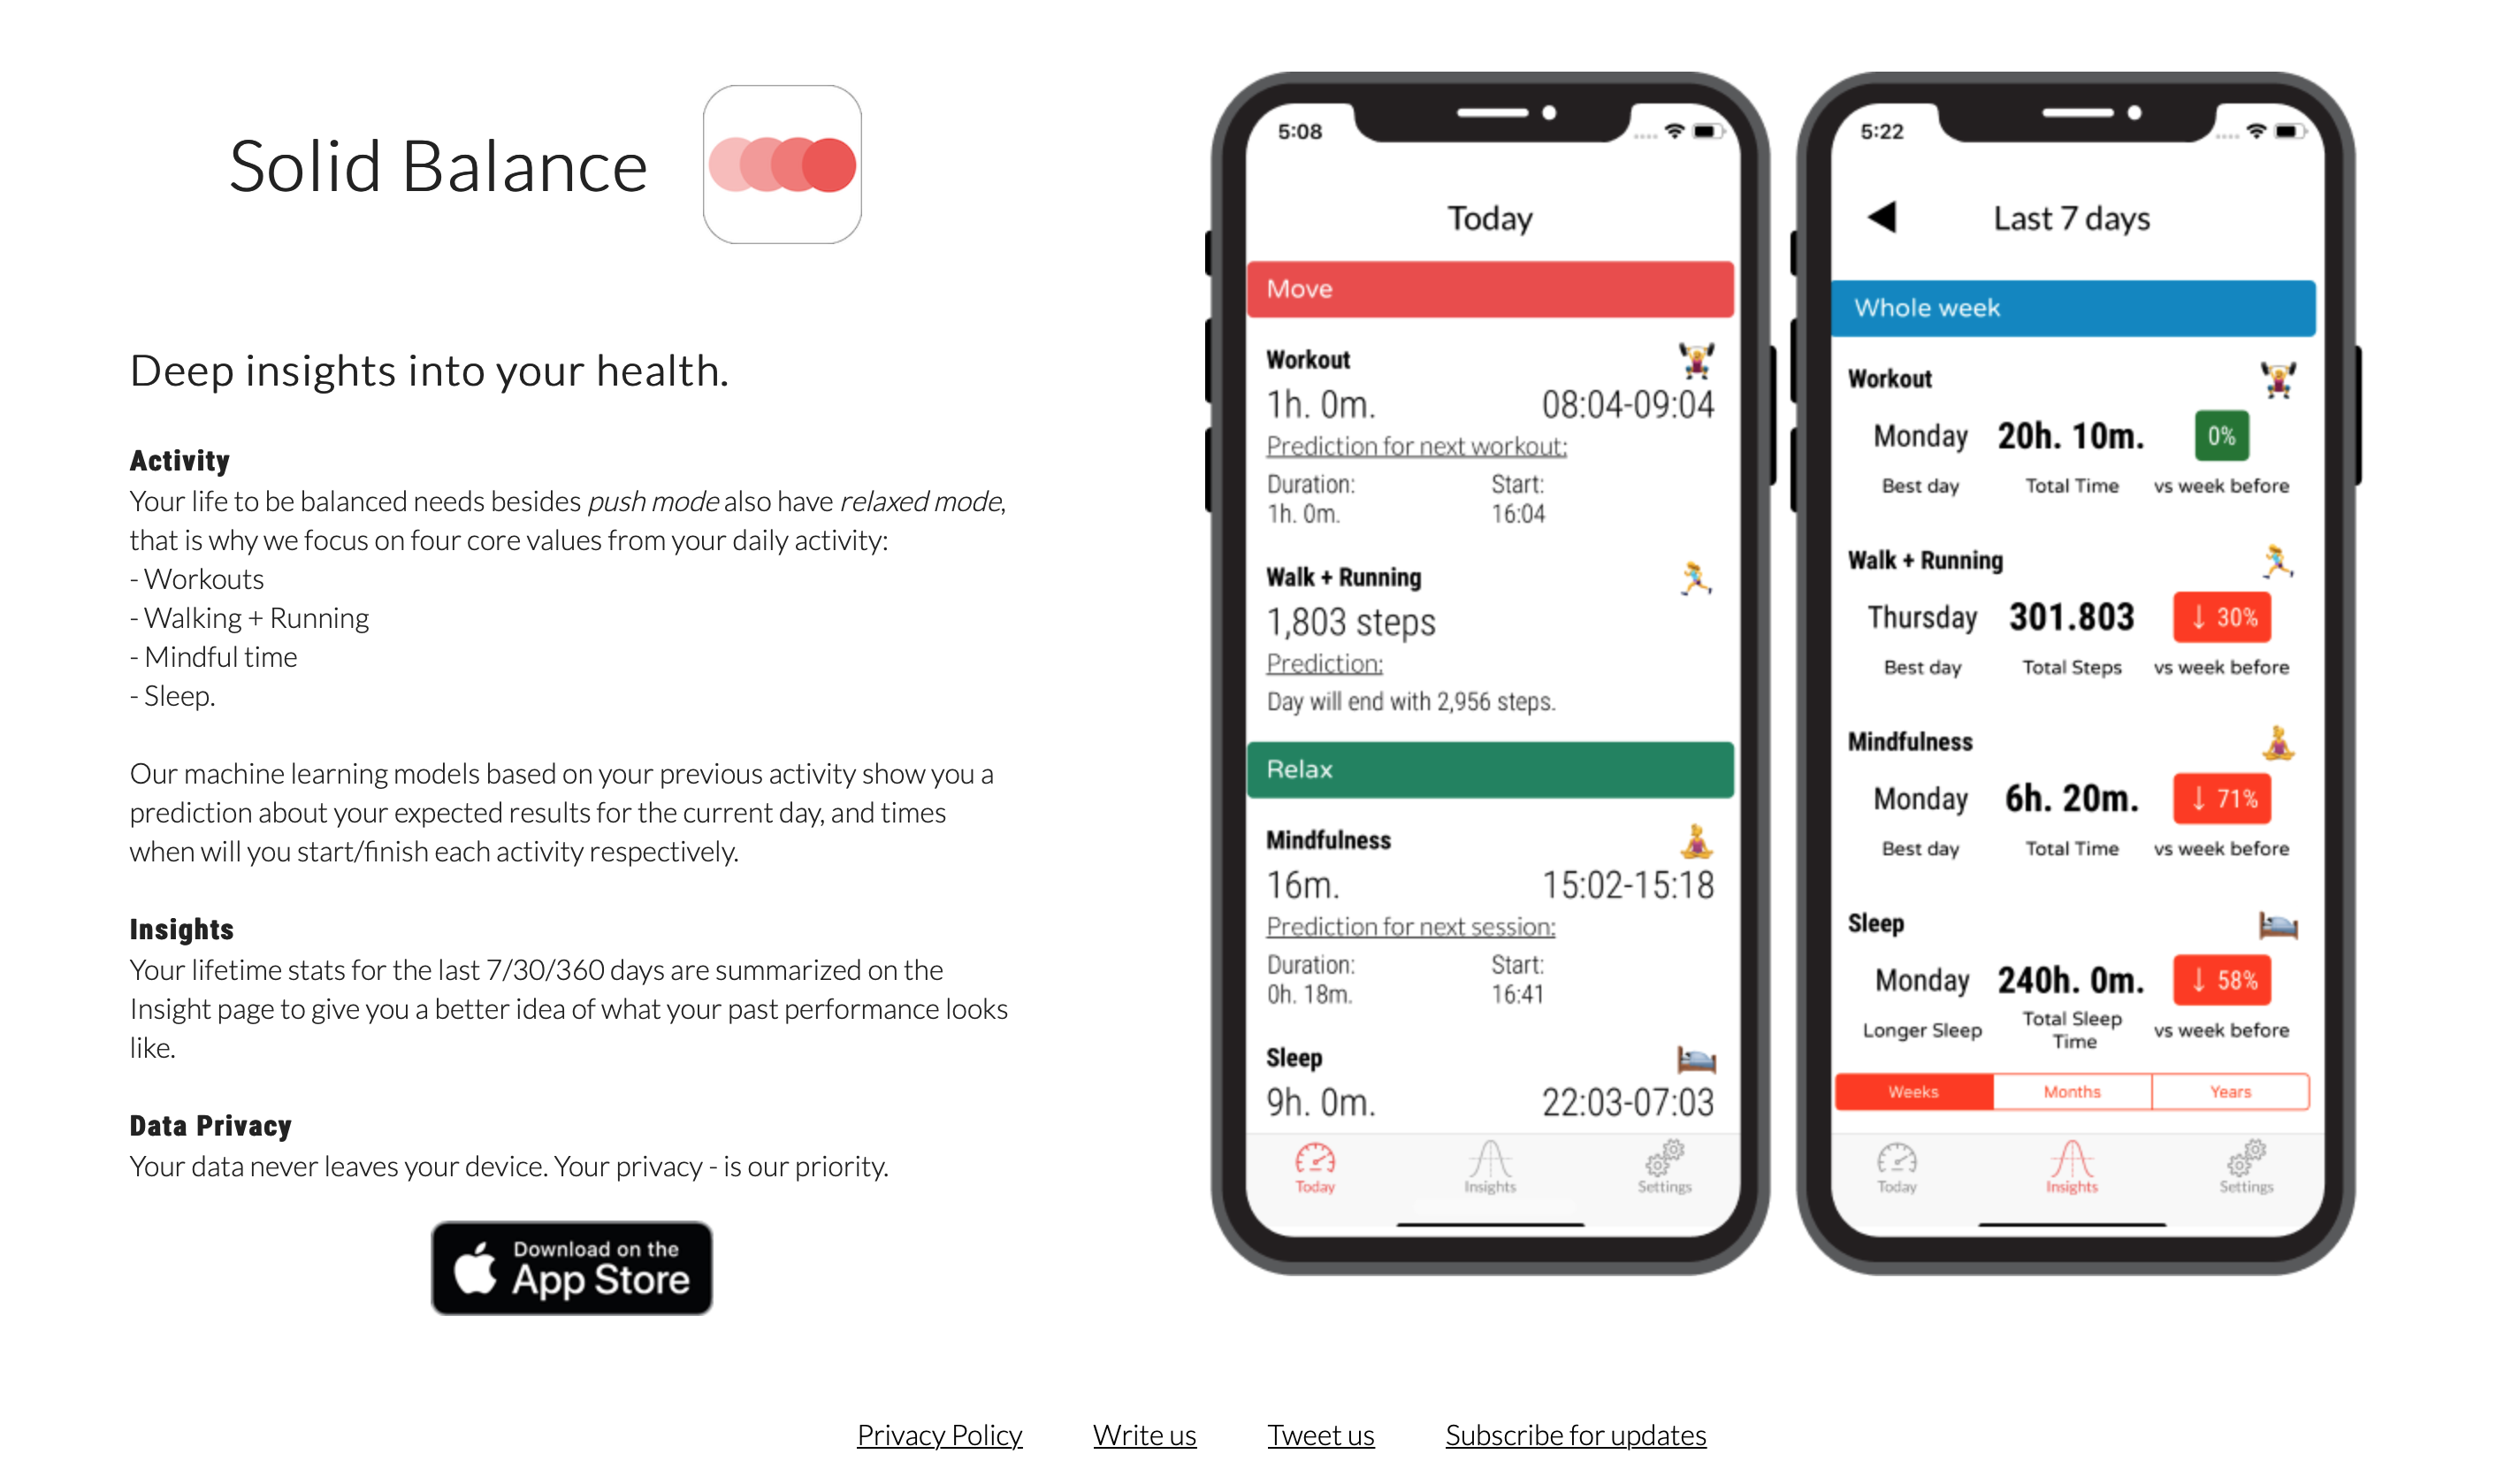 Solid Balance
Deep insights into your health.
Activity
Your life to be balanced needs besides push mode also have relaxed mode,
that is why we focus on four core values from your daily activity:
- Workouts
- Walking + Running
- Mindful time
- Sleep.
Our machine learning models based on your previous activity show you a
prediction about your expected results for the current day, and times
when will you start/finish each activity respectively.
Insights
Your lifetime stats for the last 7/30/360 days are summarized on the
Insight page to give you a better idea of what your past performance looks
like.
Data Privacy
Your data never leaves your device. Your privacy - is our priority.
Download on the
App Store
5:08
Today
Move
Workout
1h. 0m. 08:04-09:04
Prediction for next workout:
Duration: Start:
1h. 0m. 16:04
Walk + Running
1,803 steps
Prediction:
Day will end with 2,956 steps.
Relax
Mindfulness
16m. 15:02-15:18
Prediction for next session:
Duration: Start:
0h. 18m. 16:41
Sleep
9h. 0m. 22:03-07:03
Today Insights Settings
5:22
Last 7 days
Whole week
Workout
Monday 20h. 10m. 0%
Best day Total Time vs week before
Walk + Running
Thursday 301.803 ↓ 30%
Best day Total Steps vs week before
Mindfulness
Monday 6h. 20m. ↓ 71%
Best day Total Time vs week before
Sleep
Monday 240h. 0m. ↓ 58%
Longer Sleep Total Sleep Time vs week before
Weeks Months Years
Today Insights Settings
Privacy Policy Write us Tweet us Subscribe for updates